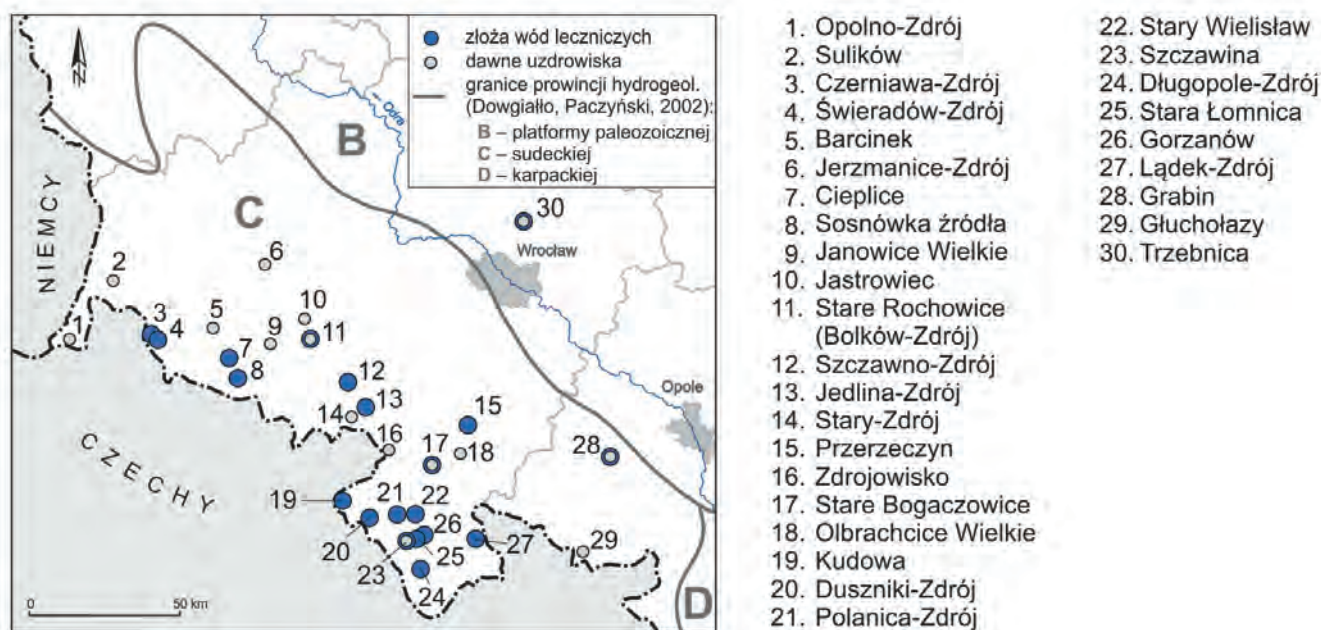 N
złoża wód leczniczych
dawne uzdrowiska
granice prowincji hydrogeol.
(Dowgiałło, Paczyński, 2002):
B – platformy paleozoicznej
C – sudeckiej
D – karpackiej
Odra
B
C
D
NIEMCY
CZECHY
Wrocław
Opole
30
6
2
1
3
4
5
7
8
9
10
11
12
13
14
15
16
17
18
28
19
20
21
22
26
23
25
27
24
29
0
50 km
1. Opolno-Zdrój
2. Sulików
3. Czerniawa-Zdrój
4. Świeradów-Zdrój
5. Barcinek
6. Jerzmanice-Zdrój
7. Cieplice
8. Sosnówka źródła
9. Janowice Wielkie
10. Jastrowiec
11. Stare Rochowice
(Bolków-Zdrój)
12. Szczawno-Zdrój
13. Jedlina-Zdrój
14. Stary-Zdrój
15. Przerzeczyn
16. Zdrojowisko
17. Stare Bogaczowice
18. Olbrachcice Wielkie
19. Kudowa
20. Duszniki-Zdrój
21. Polanica-Zdrój
22. Stary Wielisław
23. Szczawina
24. Długopole-Zdrój
25. Stara Łomnica
26. Gorzanów
27. Lądek-Zdrój
28. Grabin
29. Głuchołazy
30. Trzebnica